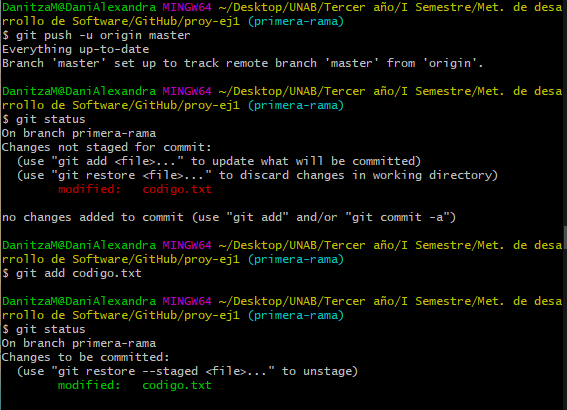 DanitzaM@DaniAlexandra MINGW64 ~/Desktop/UNAB/Tercer año/I Semestre/Met. de desa
rrollo de Software/GitHub/proy-ej1 (primera-rama)
$ git push -u origin master
Everything up-to-date
Branch 'master' set up to track remote branch 'master' from 'origin'.

DanitzaM@DaniAlexandra MINGW64 ~/Desktop/UNAB/Tercer año/I Semestre/Met. de desa
rrollo de Software/GitHub/proy-ej1 (primera-rama)
$ git status
On branch primera-rama
Changes not staged for commit:
  (use "git add <file>..." to update what will be committed)
  (use "git restore <file>..." to discard changes in working directory)
        modified:   codigo.txt

no changes added to commit (use "git add" and/or "git commit -a")

DanitzaM@DaniAlexandra MINGW64 ~/Desktop/UNAB/Tercer año/I Semestre/Met. de desa
rrollo de Software/GitHub/proy-ej1 (primera-rama)
$ git add codigo.txt

DanitzaM@DaniAlexandra MINGW64 ~/Desktop/UNAB/Tercer año/I Semestre/Met. de desa
rrollo de Software/GitHub/proy-ej1 (primera-rama)
$ git status
On branch primera-rama
Changes to be committed:
  (use "git restore --staged <file>..." to unstage)
        modified:   codigo.txt